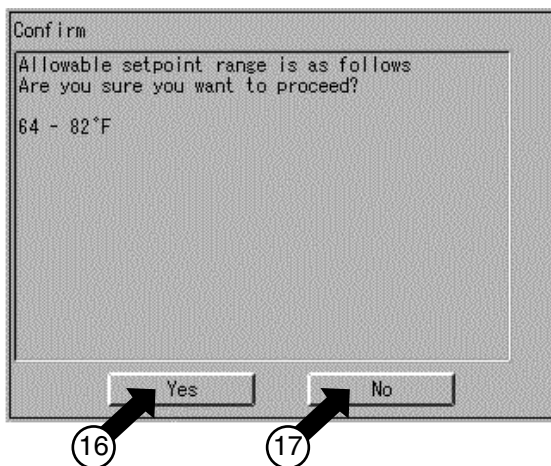 Confirm
Allowable setpoint range is as follows
Are you sure you want to proceed?
64 - 82°F
Yes
No
16
17